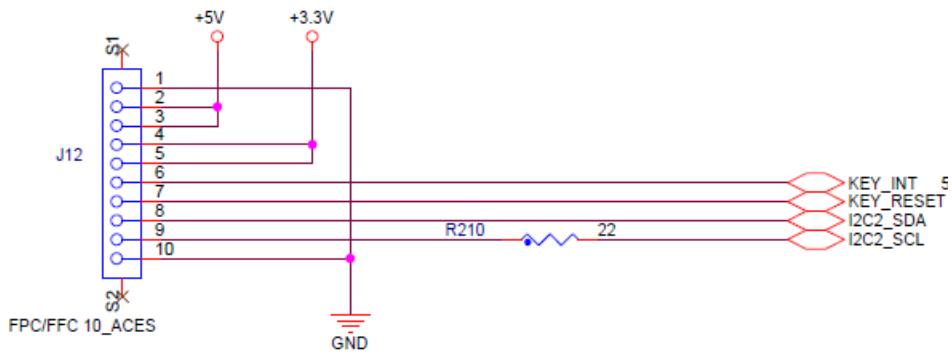 +5V
+3.3V
S1
1
2
3
4
J12
5
6
KEY_INT 5
7
KEY_RESET
8
I2C2_SDA
R210
9
22
I2C2_SCL
10
S2
FPC/FFC 10_ACES
GND